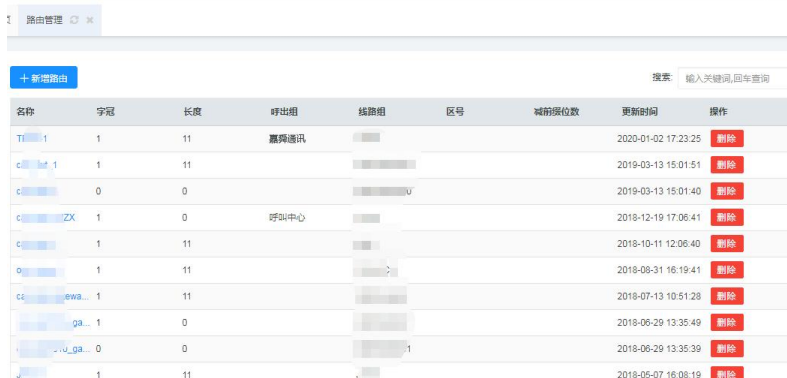 路由管理
+ 新增路由
搜索: 输入关键词,回车查询
名称 字冠 长度 呼出组 线路组 区号 减前缀位数 更新时间 操作
1 1 11 嘉舜通讯 2020-01-02 17:23:25 删除
1 1 11 2019-03-13 15:01:51 删除
0 0 2019-03-13 15:01:40 删除
ZX 1 0 呼叫中心 2018-12-19 17:06:41 删除
1 11 2018-10-11 12:06:40 删除
1 11 2018-08-31 16:19:41 删除
ewa... 1 11 2018-07-13 10:51:28 删除
ga... 1 0 2018-06-29 13:35:49 删除
_ga... 0 0 1 2018-06-29 13:35:39 删除
1 11 2018-05-07 16:08:19 删除